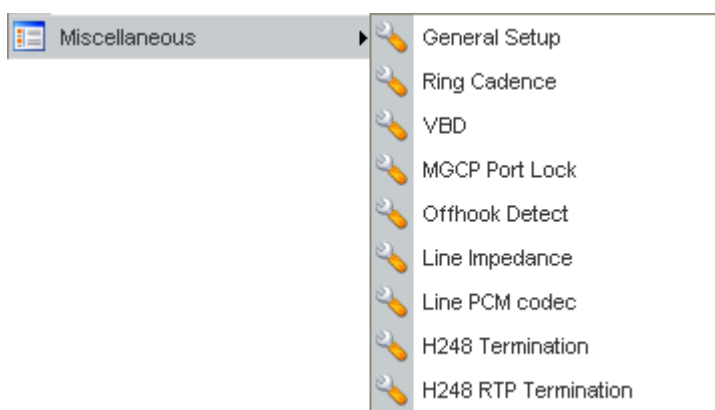 Miscellaneous
General Setup
Ring Cadence
VBD
MGCP Port Lock
Offhook Detect
Line Impedance
Line PCM codec
H248 Termination
H248 RTP Termination